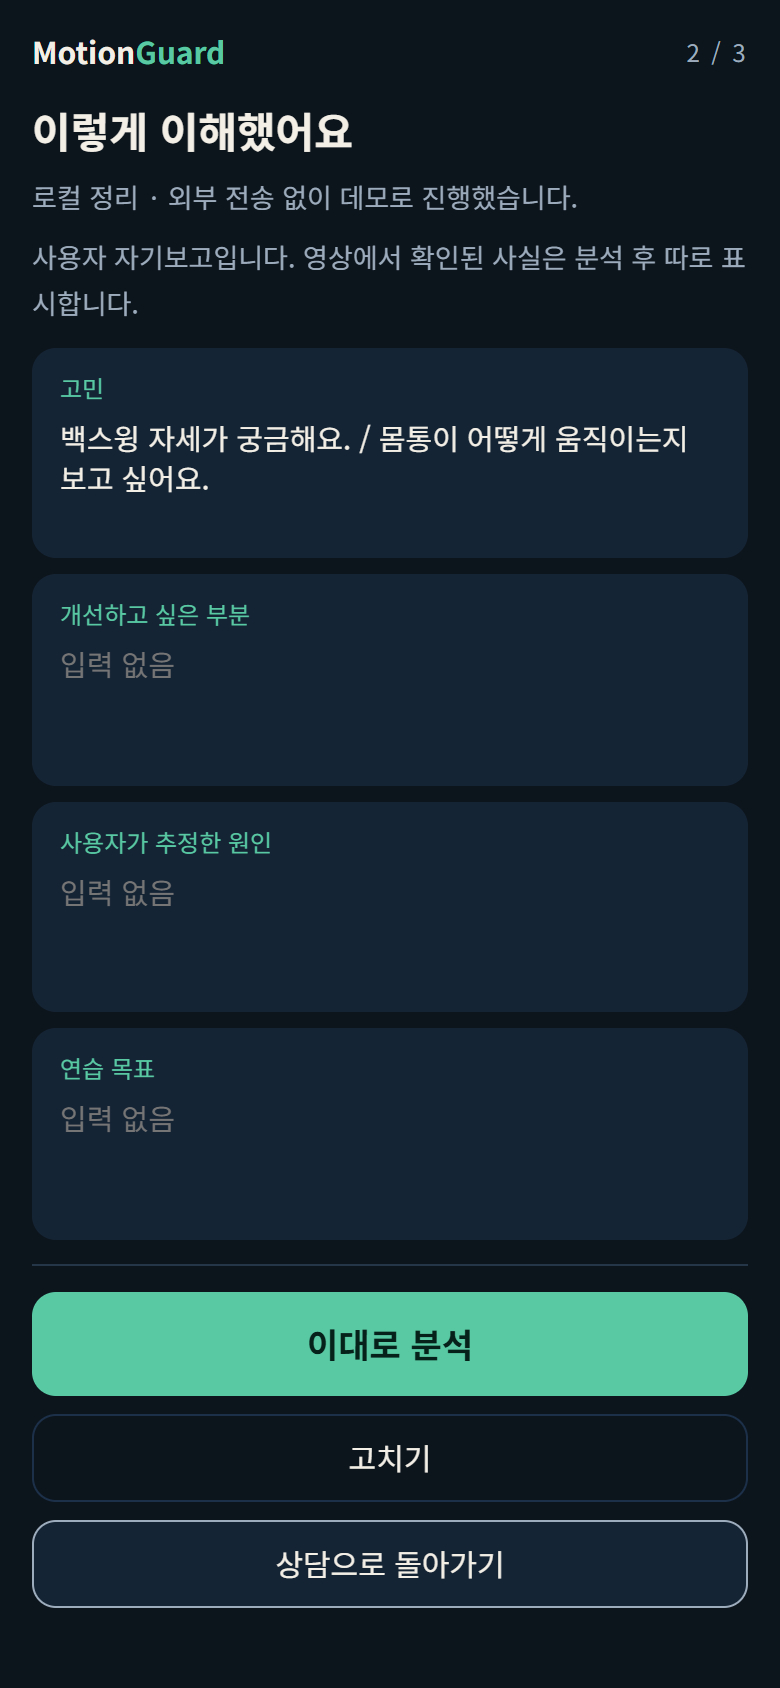 MotionGuard
2 / 3
이렇게 이해했어요
로컬 정리 · 외부 전송 없이 데모로 진행했습니다.
사용자 자기보고입니다. 영상에서 확인된 사실은 분석 후 따로 표
시합니다.
고민
백스윙 자세가 궁금해요. / 몸통이 어떻게 움직이는지
보고 싶어요.
개선하고 싶은 부분
입력 없음
사용자가 추정한 원인
입력 없음
연습 목표
입력 없음
이대로 분석
고치기
상담으로 돌아가기